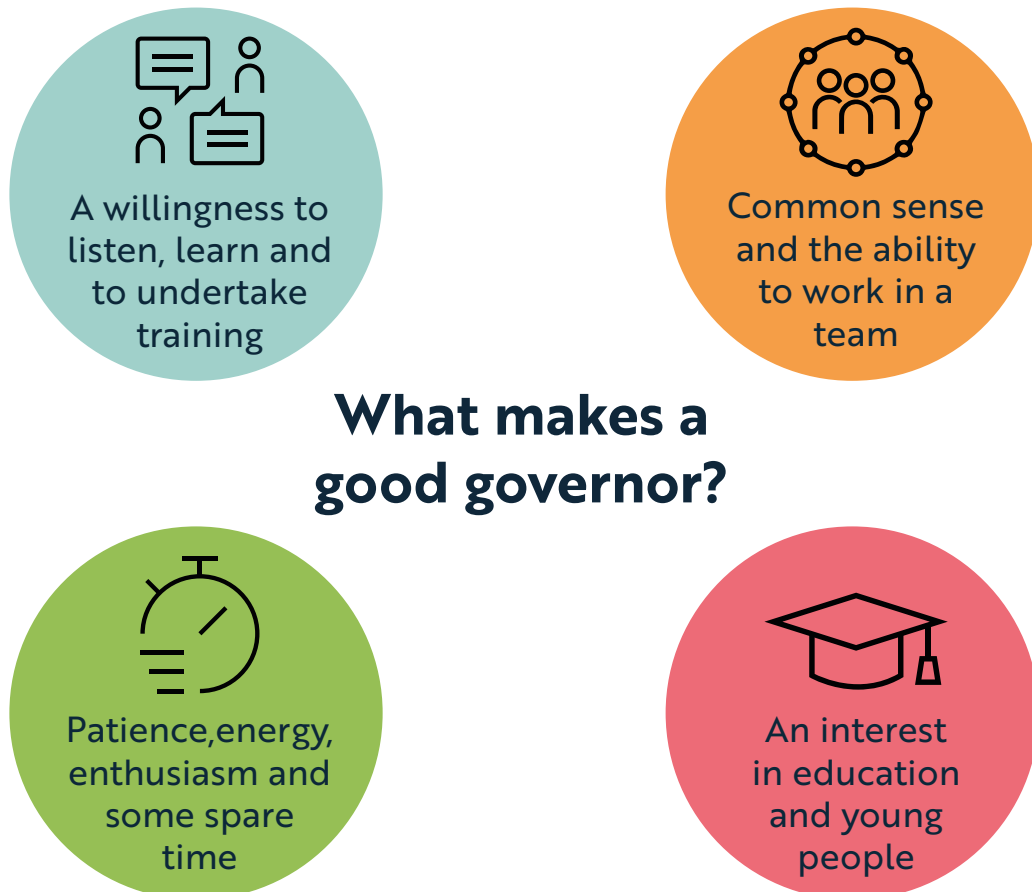 A willingness to
listen, learn and
to undertake
training
Common sense
and the ability
to work in a
team
What makes a
good governor?
Patience,energy,
enthusiasm and
some spare
time
An interest
in education
and young
people